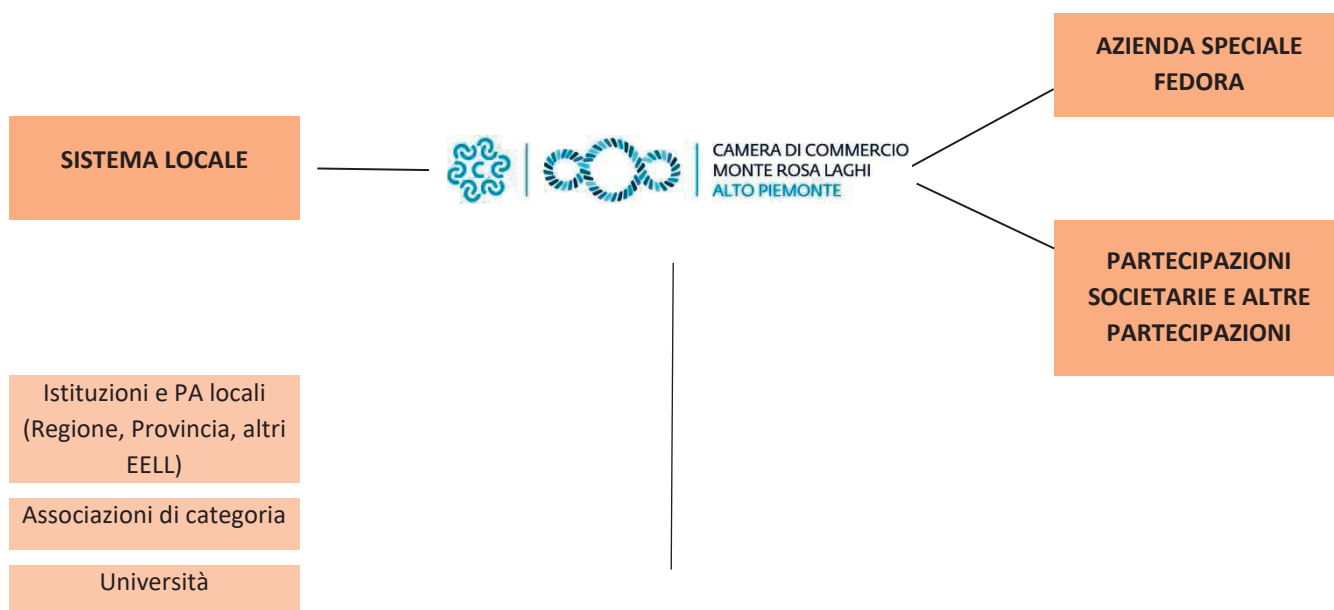 AZIENDA SPECIALE
FEDORA
SISTEMA LOCALE
CAMERA DI COMMERCIO
MONTE ROSA LAGHI
ALTO PIEMONTE
PARTECIPAZIONI
SOCIETARIE E ALTRE
PARTECIPAZIONI
Istituzioni e PA locali
(Regione, Provincia, altri
EELL)
Associazioni di categoria
Università